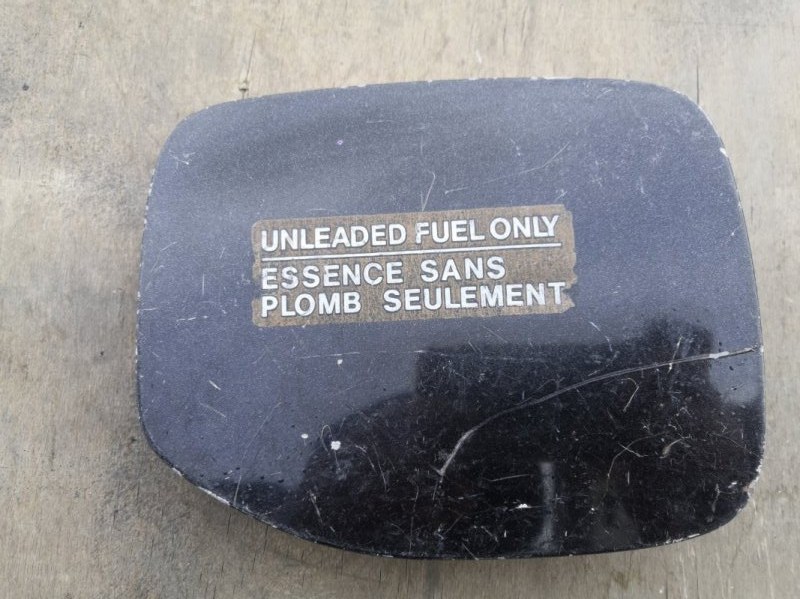 UNLEADED FUEL ONLY
ESSENCE SANS
PLOMB SEULEMENT